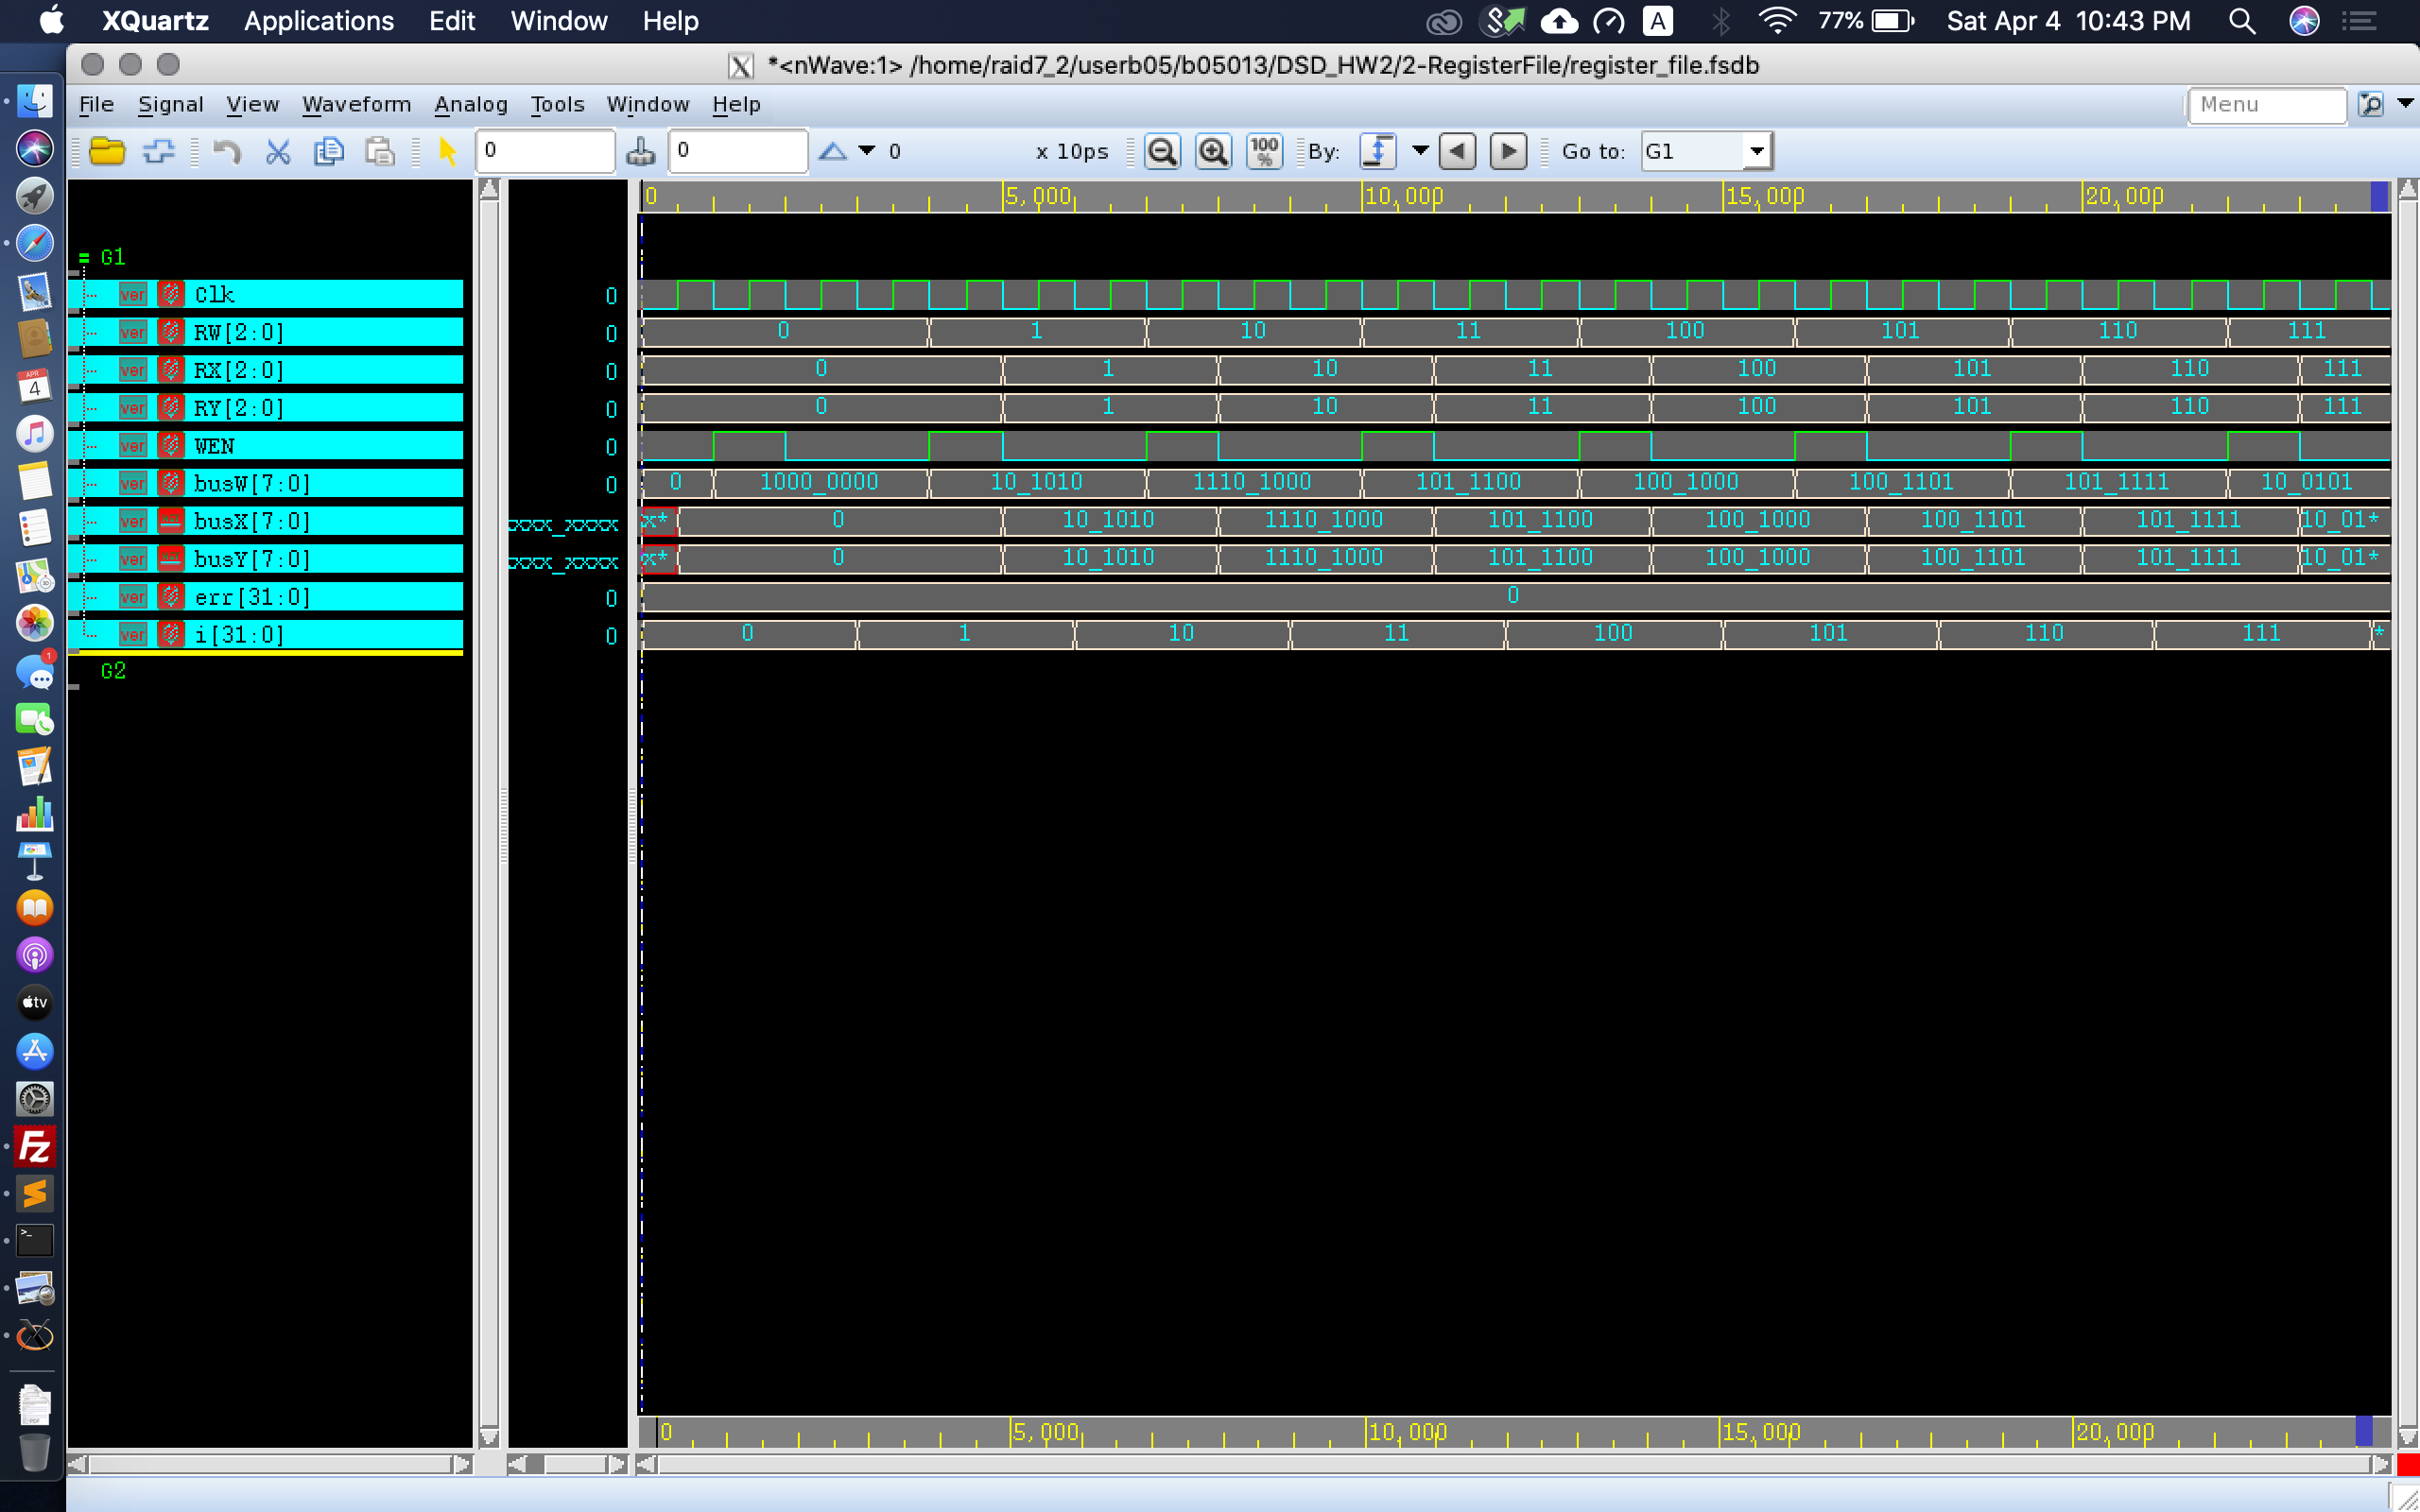 XQuartz Applications Edit Window Help A 77% Sat Apr 4 10:43 PM
*<nWave:1> /home/raid7_2/userb05/b05013/DSD_HW2/2-RegisterFile/register_file.fsdb
File Signal View Waveform Analog Tools Window Help Menu
0 0 0 x 10ps 100 % By: Go to: G1
0 5,000 10,000 15,000 20,000
= G1
ver Clk 0
ver RW[2:0] 0 0 1 10 11 100 101 110 111
ver RX[2:0] 0 0 1 10 11 100 101 110 111
ver RY[2:0] 0 0 1 10 11 100 101 110 111
ver WEN 0
ver busW[7:0] 0 0 1000_0000 10_1010 1110_1000 101_1100 100_1000 100_1101 101_1111 10_0101
ver busX[7:0] xxxx_xxxx x* 0 10_1010 1110_1000 101_1100 100_1000 100_1101 101_1111 10_01*
ver busY[7:0] xxxx_xxxx x* 0 10_1010 1110_1000 101_1100 100_1000 100_1101 101_1111 10_01*
ver err[31:0] 0 0
ver i[31:0] 0 0 1 10 11 100 101 110 111 *
G2
0 5,000 10,000 15,000 20,000
APR
4
1
tv
Fz